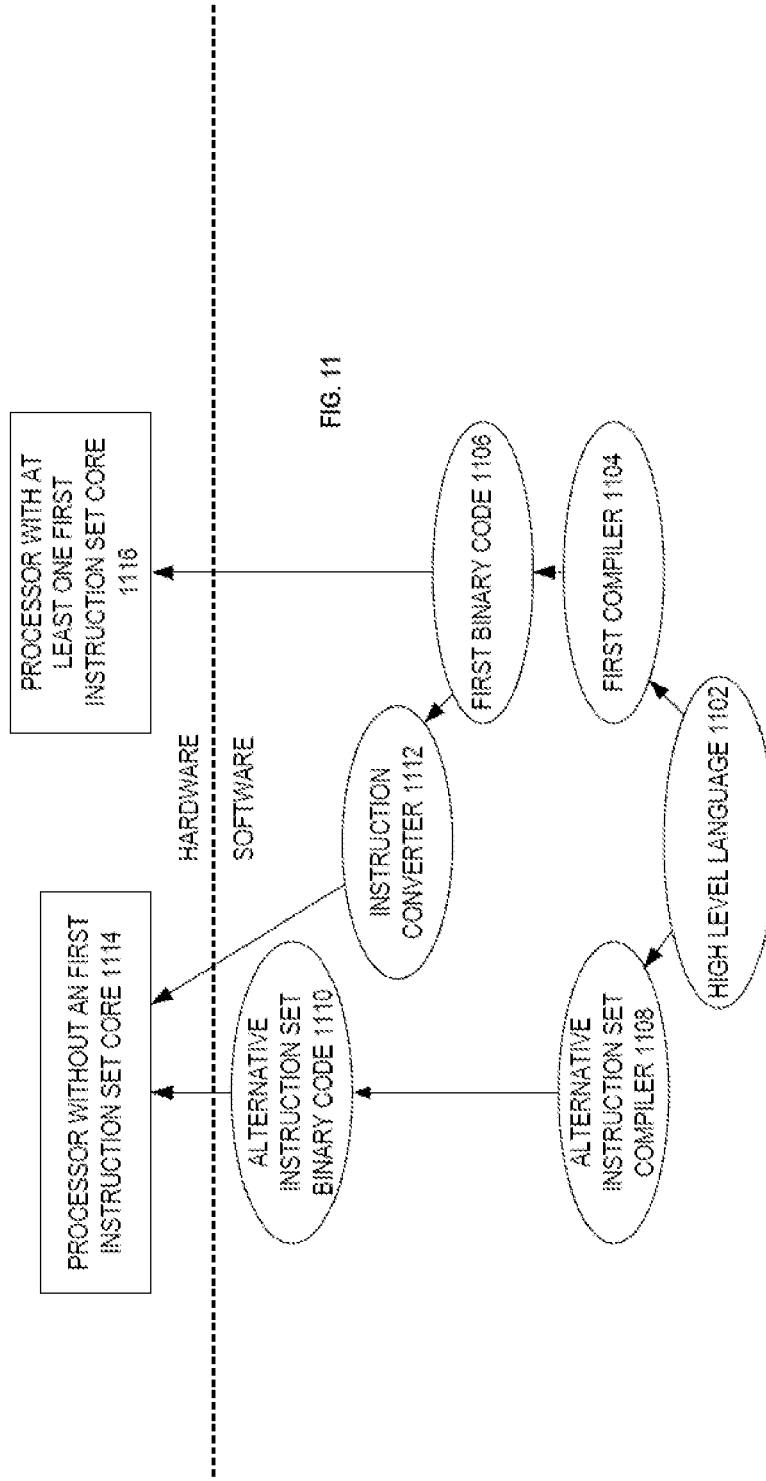 PROCESSOR WITHOUT AN FIRST
INSTRUCTION SET CORE 1114
PROCESSOR WITH AT
LEAST ONE FIRST
INSTRUCTION SET CORE
1116
HARDWARE
SOFTWARE
ALTERNATIVE
INSTRUCTION SET
BINARY CODE 1110
INSTRUCTION
CONVERTER 1112
FIG. 11
FIRST BINARY CODE 1106
ALTERNATIVE
INSTRUCTION SET
COMPILER 1108
FIRST COMPILER 1104
HIGH LEVEL LANGUAGE 1102